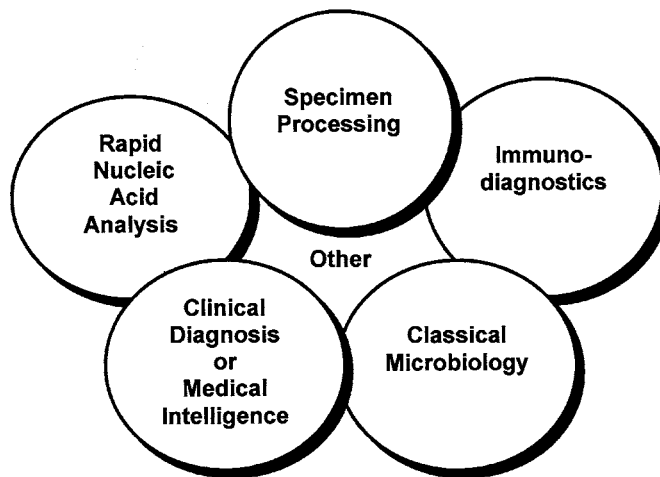 Specimen
Processing
Rapid
Nucleic
Acid
Analysis
Immuno-
diagnostics
Other
Clinical
Diagnosis
or
Medical
Intelligence
Classical
Microbiology